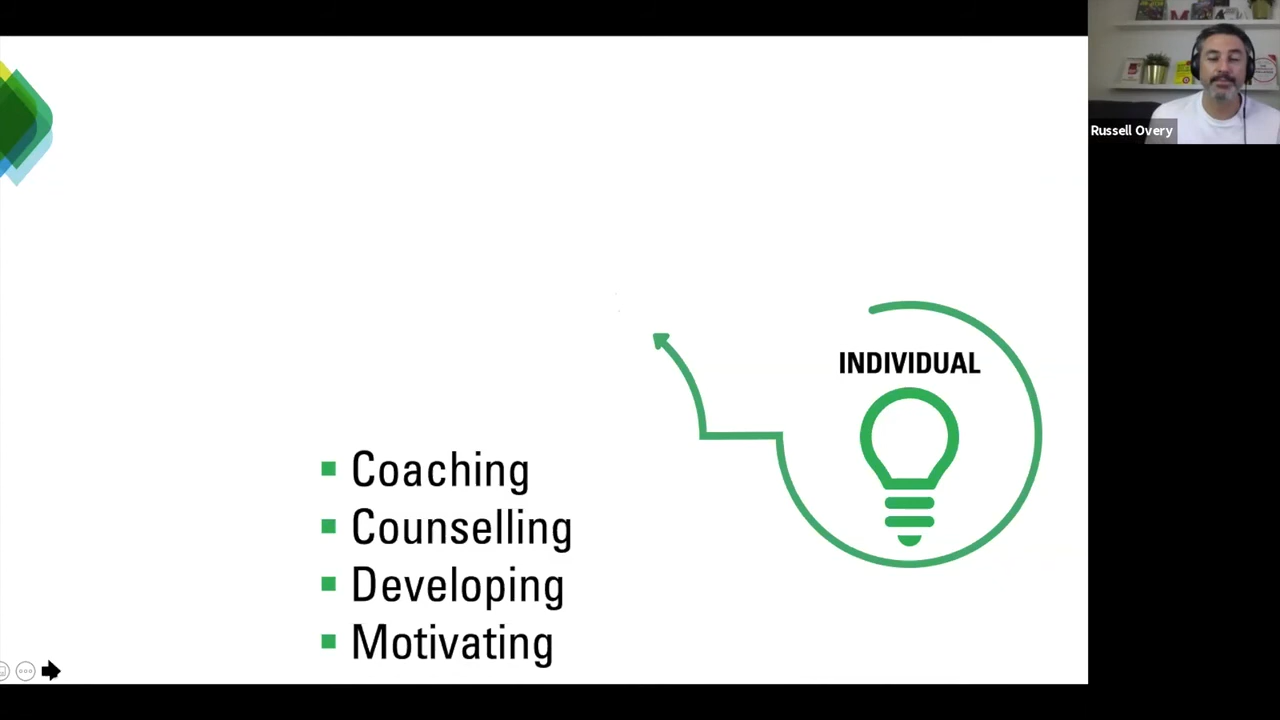 Russell Overy
INDIVIDUAL
Coaching
Counselling
Developing
Motivating